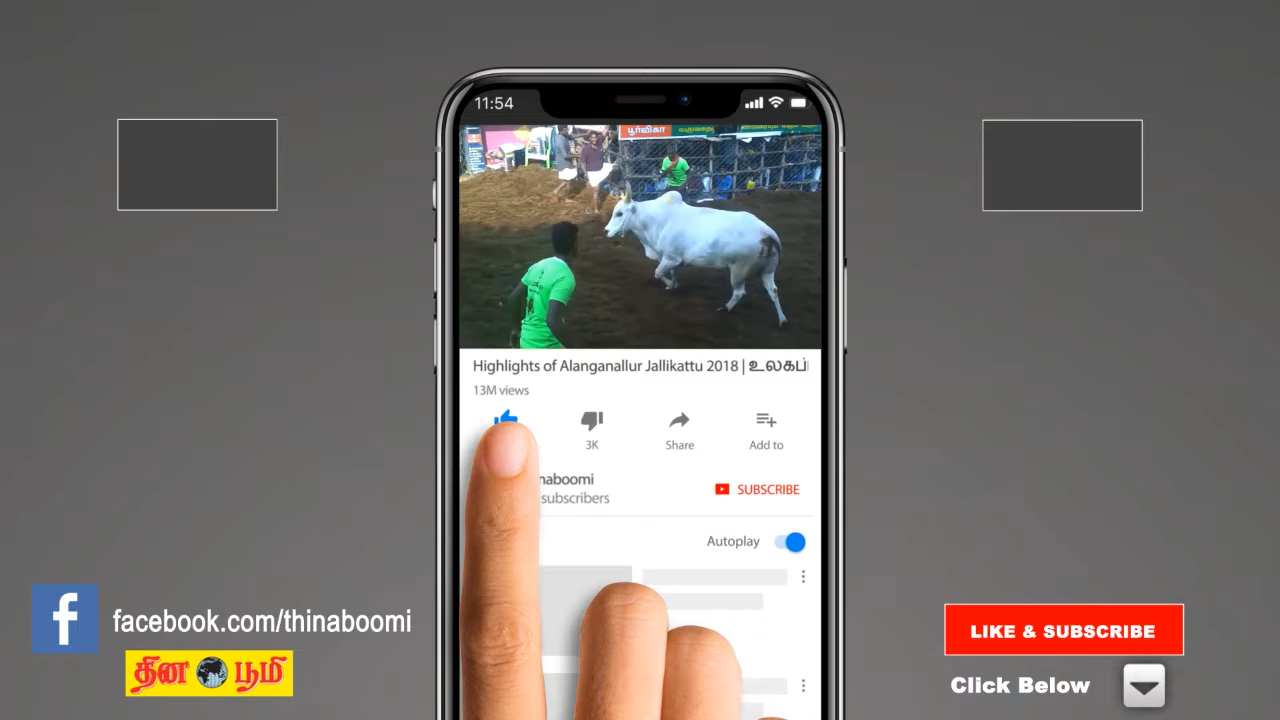 11:54
பூர்விகா
Highlights of Alanganallur Jallikattu 2018 | உலகப்
13M views
3K
Share
Add to
naboomi
subscribers
SUBSCRIBE
Autoplay
facebook.com/thinaboomi
தின பூமி
LIKE & SUBSCRIBE
Click Below